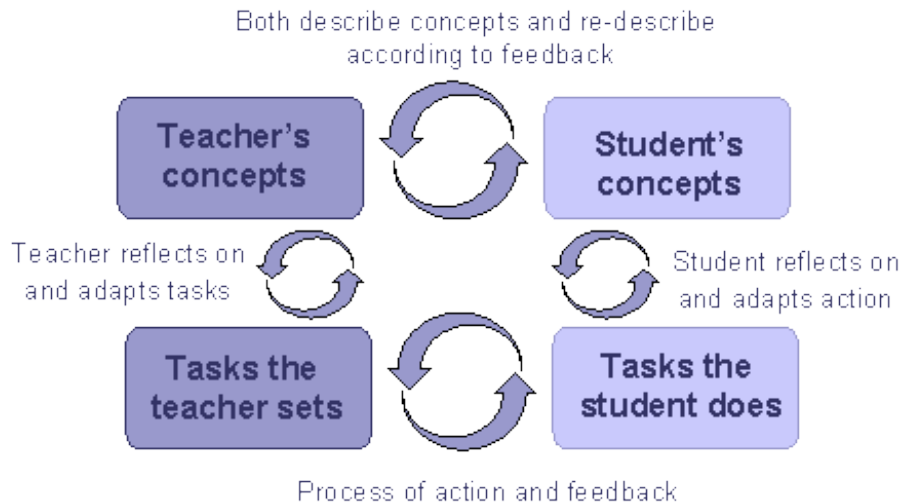 Both describe concepts and re-describe
according to feedback
Teacher's
concepts
Student's
concepts
Teacher reflects on
and adapts tasks
Student reflects on
and adapts action
Tasks the
teacher sets
Tasks the
student does
Process of action and feedback